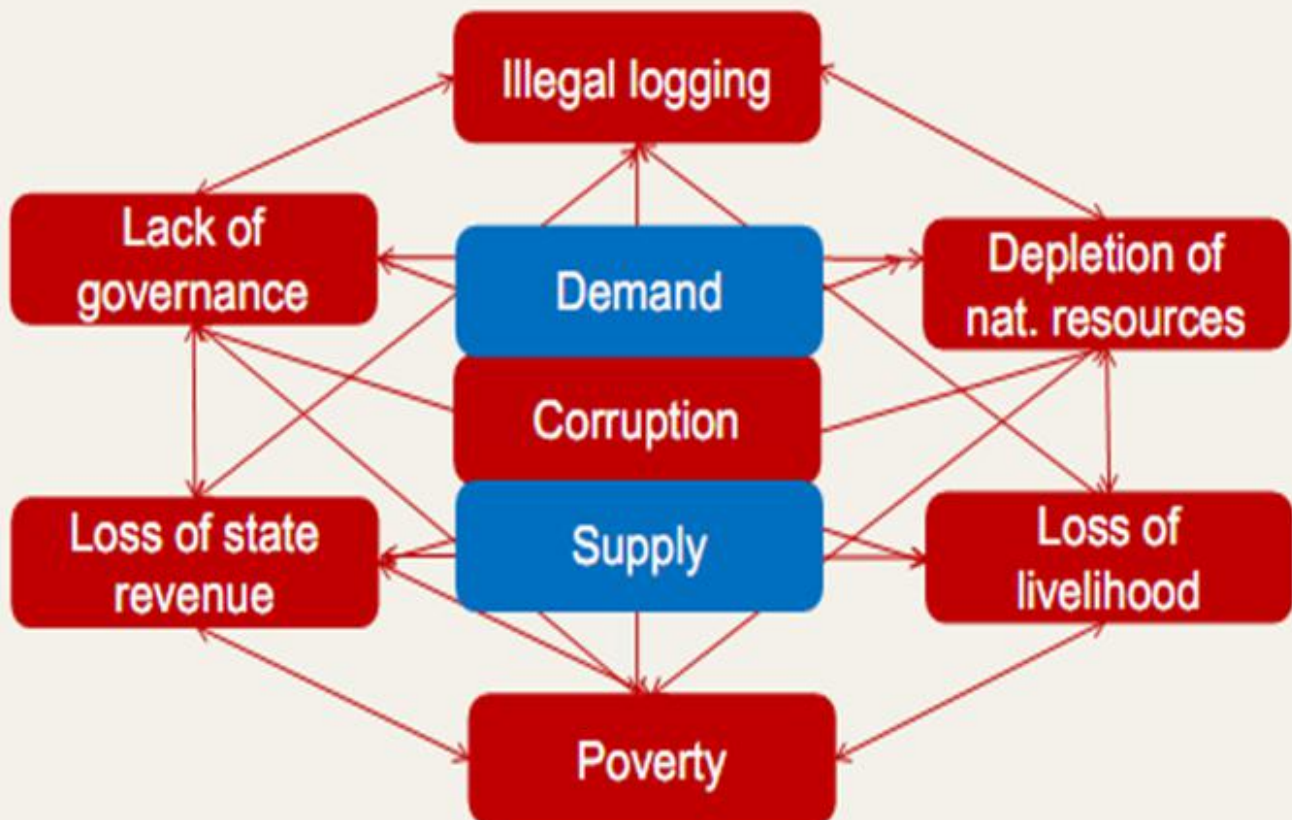 Illegal logging
Lack of
governance
Demand
Depletion of
nat. resources
Corruption
Loss of state
revenue
Supply
Loss of
livelihood
Poverty